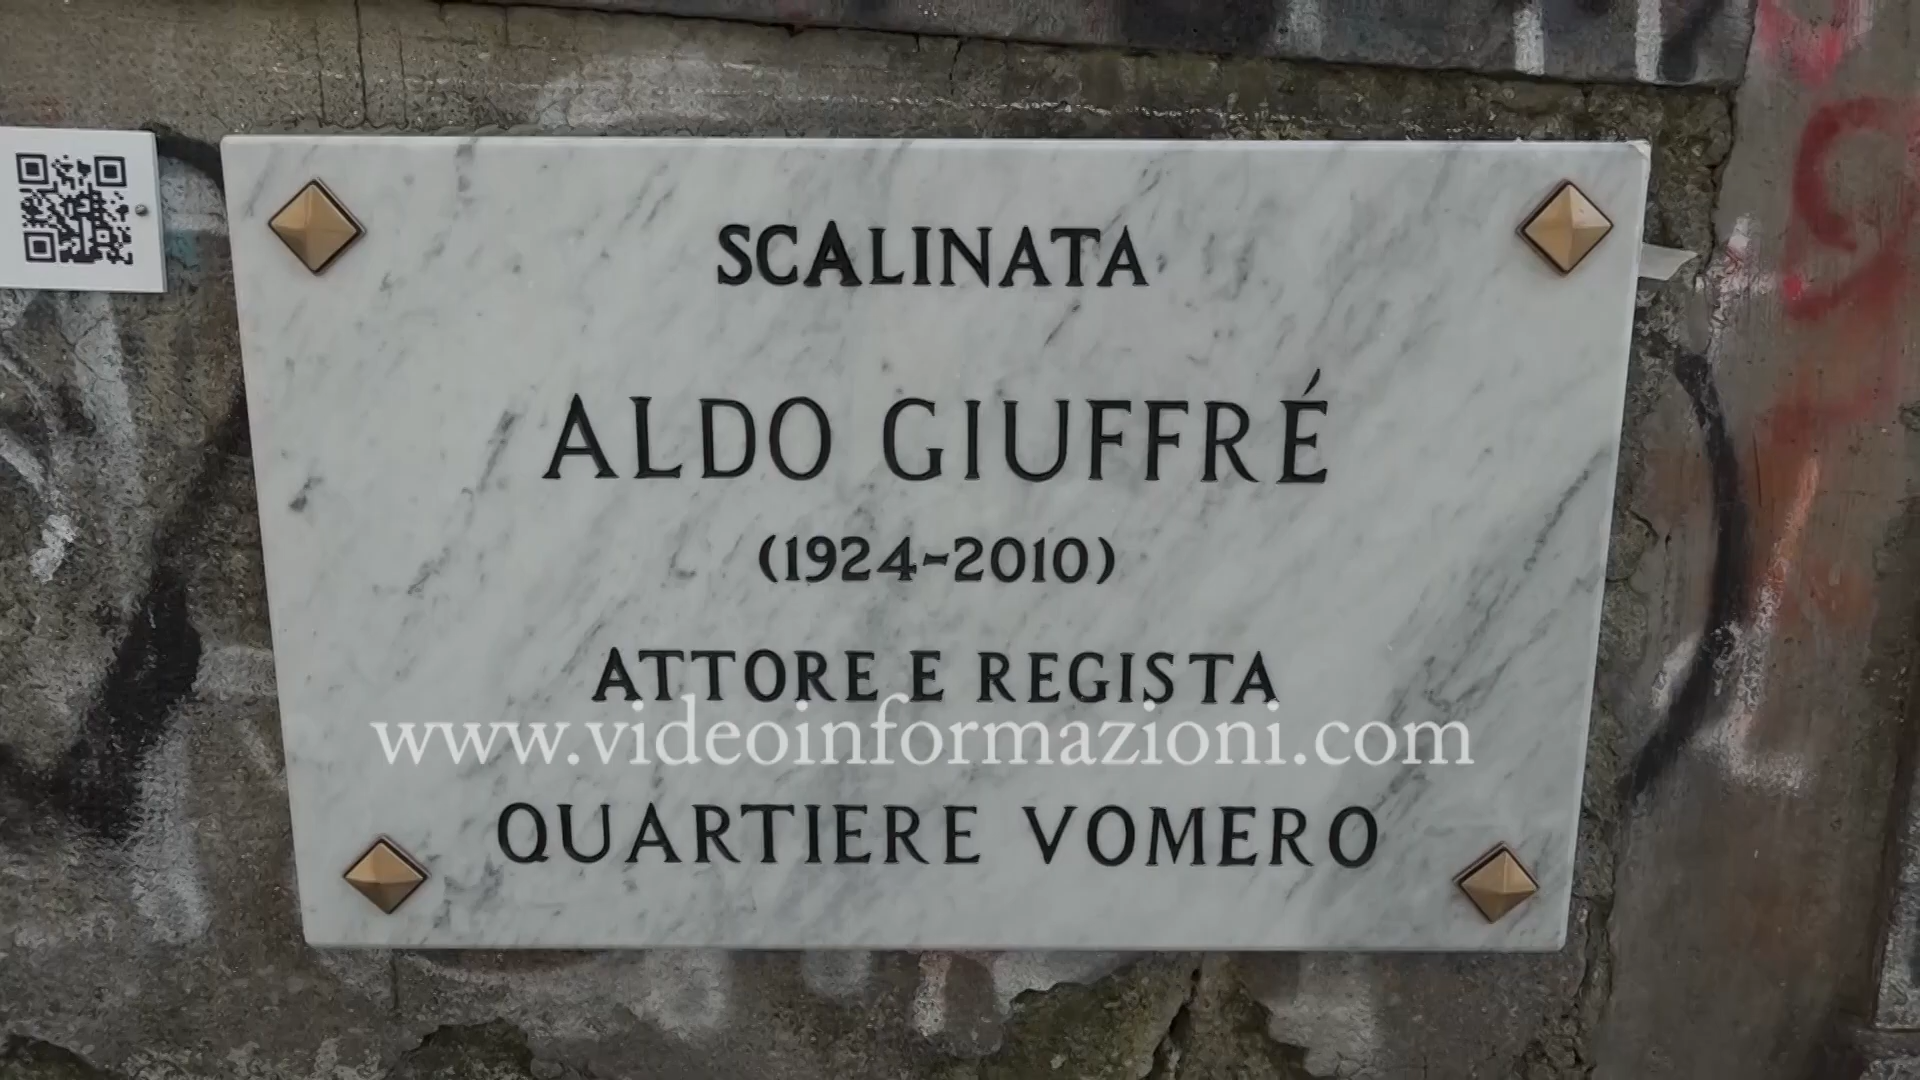 SCALINATA
ALDO GIUFFRÉ
(1924-2010)
ATTORE E REGISTA
www.videoinformazioni.com
QUARTIERE VOMERO